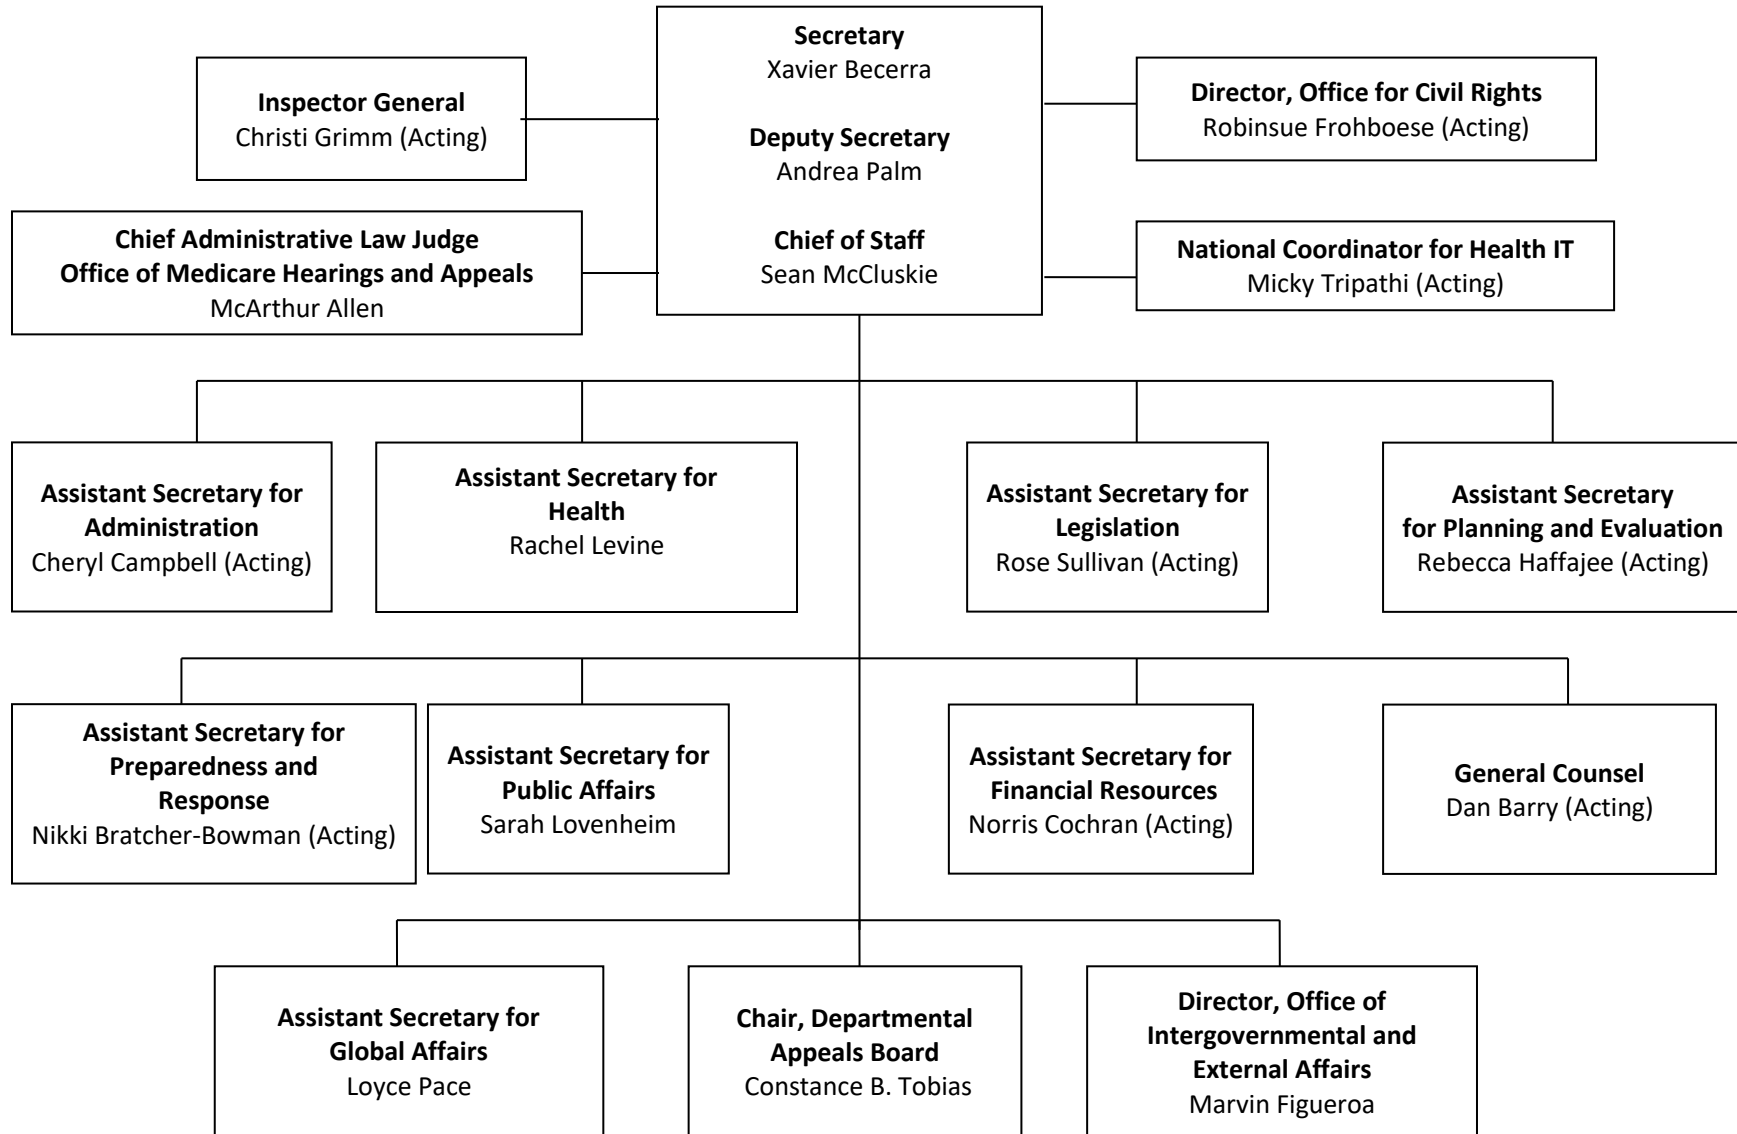 Secretary
Xavier Becerra
Deputy Secretary
Andrea Palm
Chief of Staff
Sean McCluskie
Inspector General
Christi Grimm (Acting)
Director, Office for Civil Rights
Robinsue Frohboese (Acting)
Chief Administrative Law Judge
Office of Medicare Hearings and Appeals
McArthur Allen
National Coordinator for Health IT
Micky Tripathi (Acting)
Assistant Secretary for
Administration
Cheryl Campbell (Acting)
Assistant Secretary for
Health
Rachel Levine
Assistant Secretary for
Legislation
Rose Sullivan (Acting)
Assistant Secretary
for Planning and Evaluation
Rebecca Haffajee (Acting)
Assistant Secretary for
Preparedness and
Response
Nikki Bratcher-Bowman (Acting)
Assistant Secretary for
Public Affairs
Sarah Lovenheim
Assistant Secretary for
Financial Resources
Norris Cochran (Acting)
General Counsel
Dan Barry (Acting)
Assistant Secretary for
Global Affairs
Loyce Pace
Chair, Departmental
Appeals Board
Constance B. Tobias
Director, Office of
Intergovernmental and
External Affairs
Marvin Figueroa